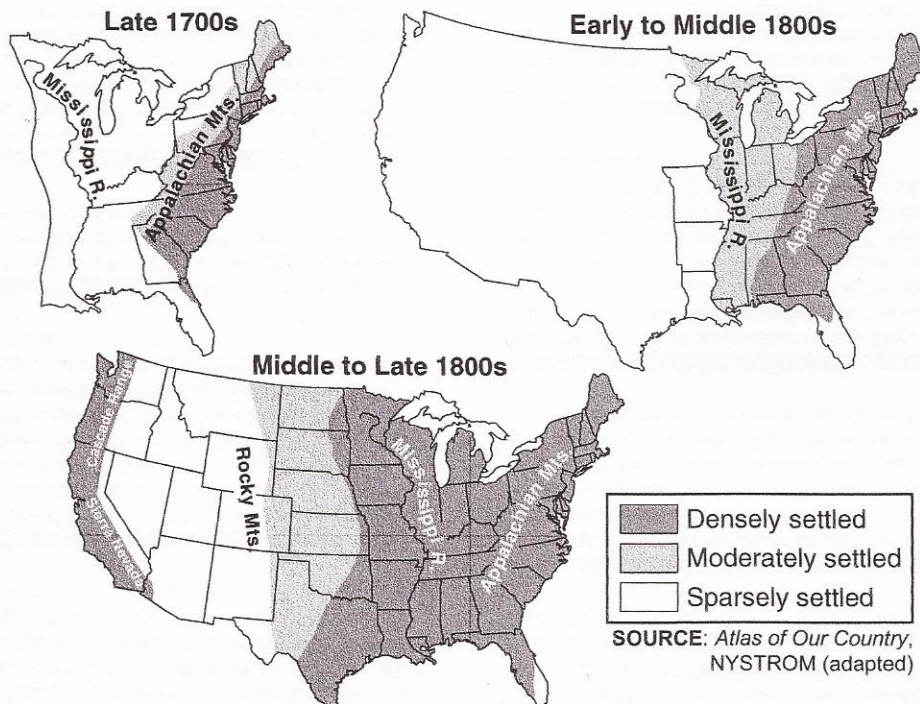 Late 1700s
Mississippi R.
Appalachian Mts.
Early to Middle 1800s
Mississippi R
Appalachian Mts.
Middle to Late 1800s
Cascade Range
Sierra Nevada
Rocky Mts.
Mississippi R
Appalachian Mts
Densely settled
Moderately settled
Sparsely settled
SOURCE: Atlas of Our Country,
NYSTROM (adapted)